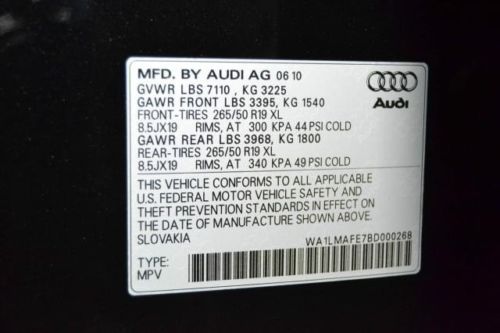 MFD. BY AUDI AG 06 10
GVWR LBS 7110 , KG 3225
GAWR FRONT LBS 3395, KG 1540
FRONT-TIRES 265/50 R19 XL
8.5JX19 RIMS, AT 300 KPA 44 PSI COLD
GAWR REAR LBS 3968, KG 1800
REAR-TIRES 265/50 R19 XL
8.5JX19 RIMS, AT 340 KPA 49 PSI COLD
Audi
THIS VEHICLE CONFORMS TO ALL APPLICABLE
U.S. FEDERAL MOTOR VEHICLE SAFETY AND
THEFT PREVENTION STANDARDS IN EFFECT ON
THE DATE OF MANUFACTURE SHOWN ABOVE
SLOVAKIA
WA1LMAFE7BD000268
TYPE:
MPV